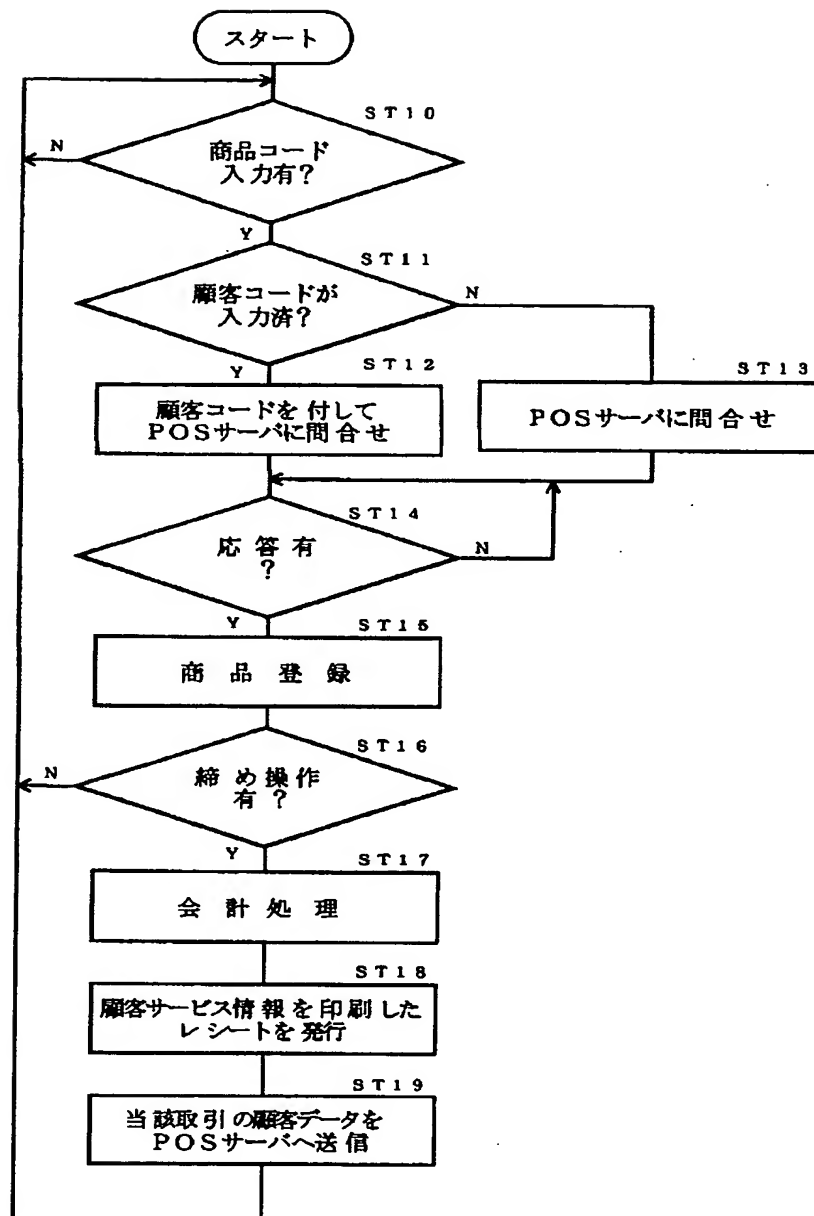 スタート
ST10
N
商品コード
入力有?
Y
ST11
顧客コードが
入力済?
N
Y
ST12
ST13
顧客コードを付して
POSサーバに問合せ
POSサーバに問合せ
ST14
応答有
?
N
Y
ST15
商品登録
ST16
N
締め操作
有?
Y
ST17
会計処理
ST18
顧客サービス情報を印刷した
レシートを発行
ST19
当該取引の顧客データを
POSサーバへ送信